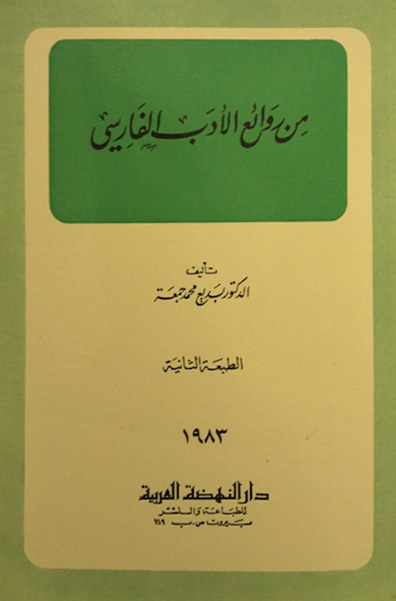 من روائع الأدب الفارسي
تأليف
الدكتور بديع محمد جمعة
الطبعة الثانية
١٩٨٣
دار النهضة العربية
للطباعة والنشر
بيروت ص.ب ٧٤٩